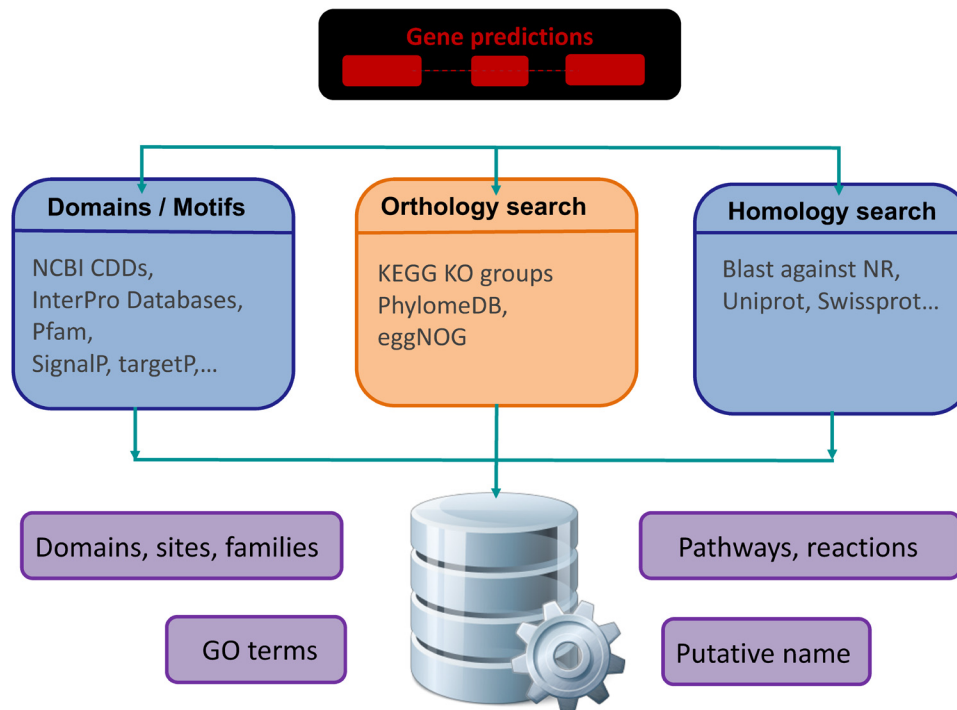 Gene predictions
Domains / Motifs
NCBI CDDs,
InterPro Databases,
Pfam,
SignalP, targetP,...
Orthology search
KEGG KO groups
PhylomeDB,
eggNOG
Homology search
Blast against NR,
Uniprot, Swissprot...
Domains, sites, families
Pathways, reactions
GO terms
Putative name